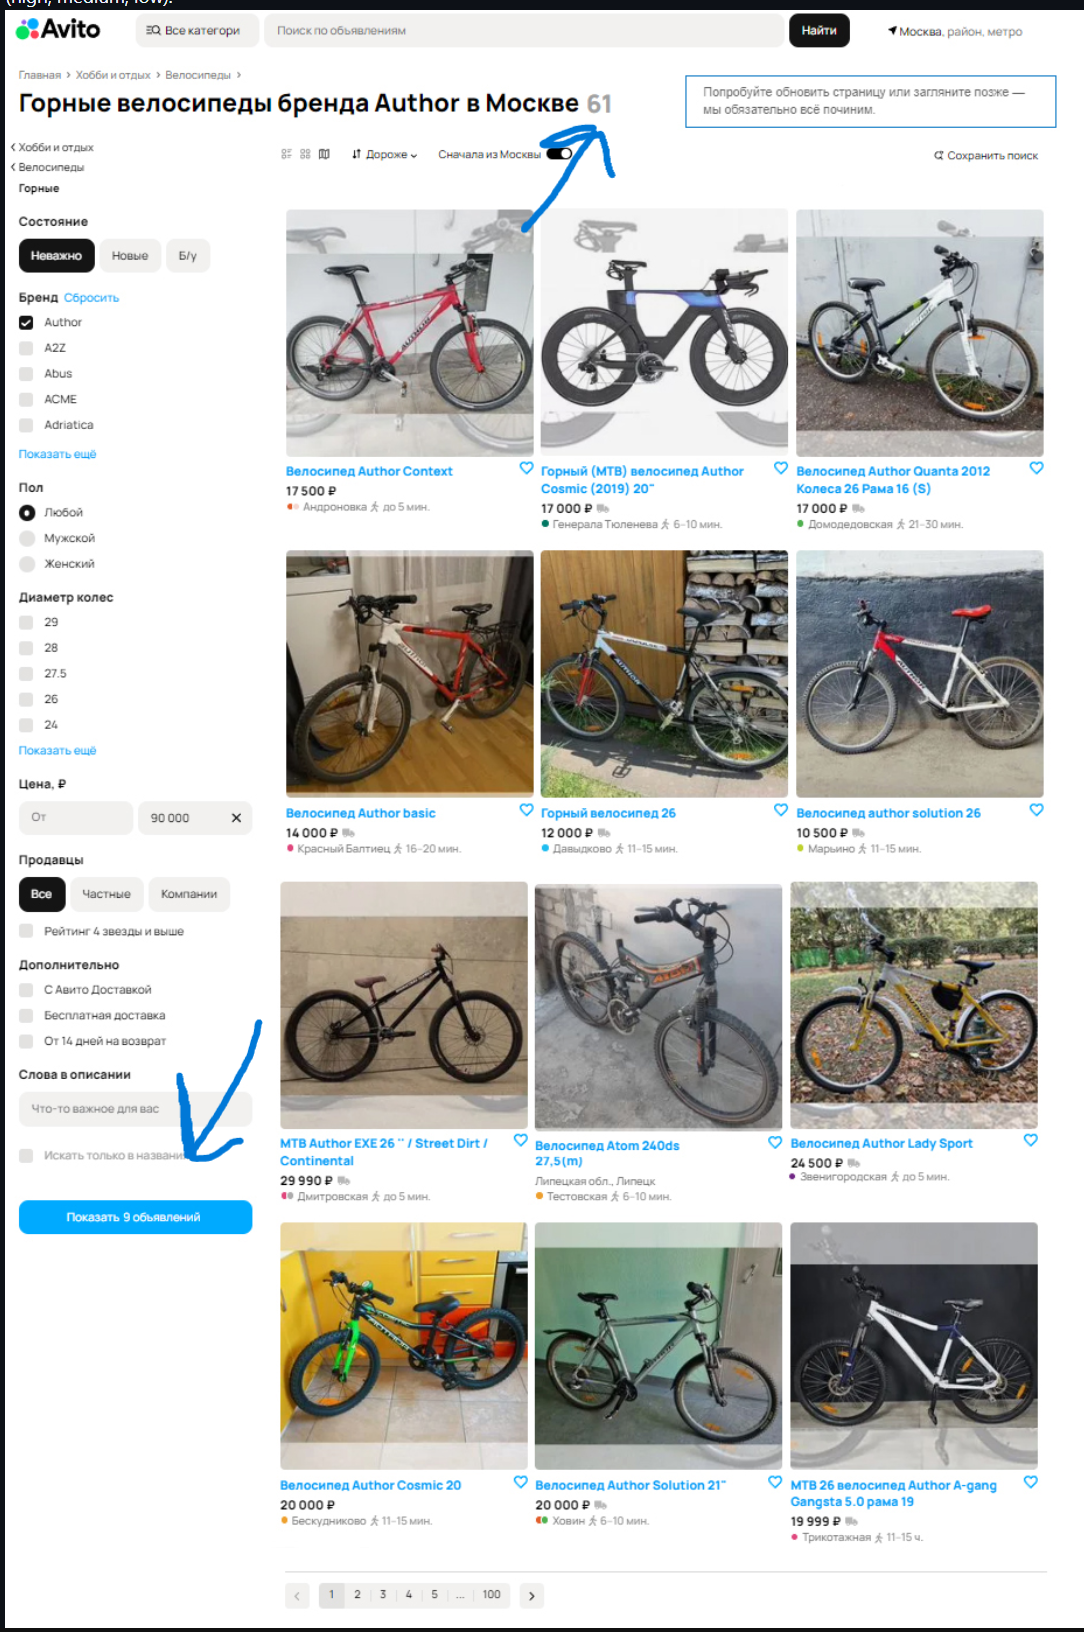 (high, medium, low).
Avito
Все категори
Поиск по объявлениям
Найти
Москва, район, метро
Главная > Хобби и отдых > Велосипеды >
Горные велосипеды бренда Author в Москве 61
Попробуйте обновить страницу или загляните позже —
мы обязательно всё починим.
Хобби и отдых
Велосипеды
Горные
Дороже
Сначала из Москвы
Сохранить поиск
Состояние
Неважно
Новые
Б/у
Бренд Сбросить
Author
A2Z
Abus
ACME
Adriatica
Показать ещё
Пол
Любой
Мужской
Женский
Диаметр колес
29
28
27.5
26
24
Показать ещё
Цена, ₽
От
90 000
Продавцы
Все
Частные
Компании
Рейтинг 4 звезды и выше
Дополнительно
С Авито Доставкой
Бесплатная доставка
От 14 дней на возврат
Слова в описании
Что-то важное для вас
Искать только в названи
Показать 9 объявлений
Велосипед Author Context
17 500 ₽
Андроновка до 5 мин.
Горный (MTB) велосипед Author
Cosmic (2019) 20"
17 000 ₽
Генерала Тюленева 6–10 мин.
Велосипед Author Quanta 2012
Колеса 26 Рама 16 (S)
17 000 ₽
Домодедовская 21–30 мин.
Велосипед Author basic
14 000 ₽
Красный Балтиец 16–20 мин.
Горный велосипед 26
12 000 ₽
Давыдково 11–15 мин.
Велосипед author solution 26
10 500 ₽
Марьино 11–15 мин.
MTB Author EXE 26 '' / Street Dirt /
Continental
29 990 ₽
Дмитровская до 5 мин.
ATOM
Велосипед Atom 240ds
27,5(m)
Липецкая обл., Липецк
Тестовская 6–10 мин.
Велосипед Author Lady Sport
24 500 ₽
Звенигородская до 5 мин.
Велосипед Author Cosmic 20
20 000 ₽
Бескудниково 11–15 мин.
Велосипед Author Solution 21"
20 000 ₽
Ховин 6–10 мин.
MTB 26 велосипед Author A-gang
Gangsta 5.0 рама 19
19 999 ₽
Трикотажная 11–15 ч.
1 2 3 4 5 ... 100